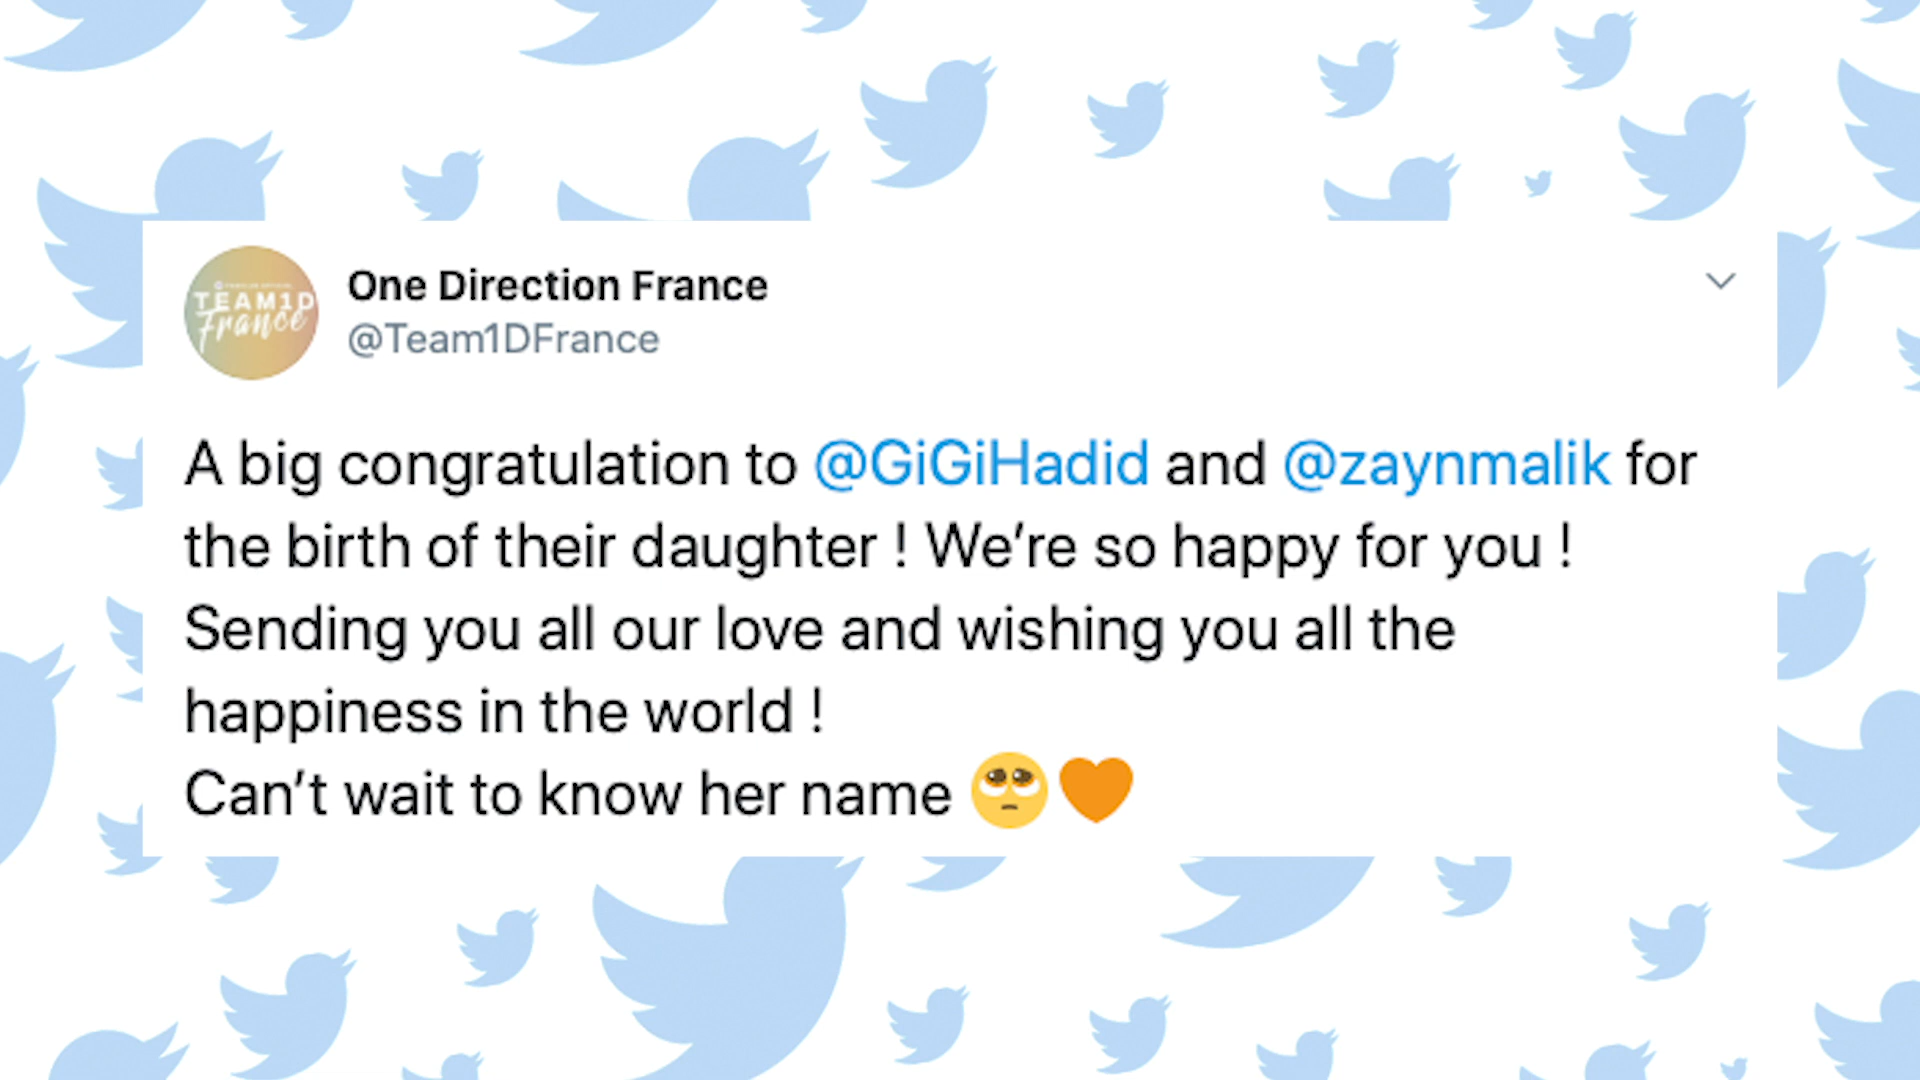 TEAM1D
France
One Direction France
@Team1DFrance
A big congratulation to @GiGiHadid and @zaynmalik for
the birth of their daughter ! We’re so happy for you !
Sending you all our love and wishing you all the
happiness in the world !
Can’t wait to know her name 🥺🧡